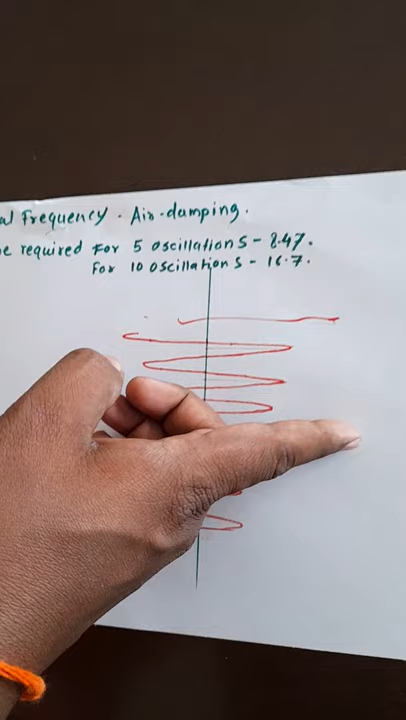 al Frequency - Air-damping.
e required For 5 oscillations - 8.47.
For 10 oscillations - 16.7.